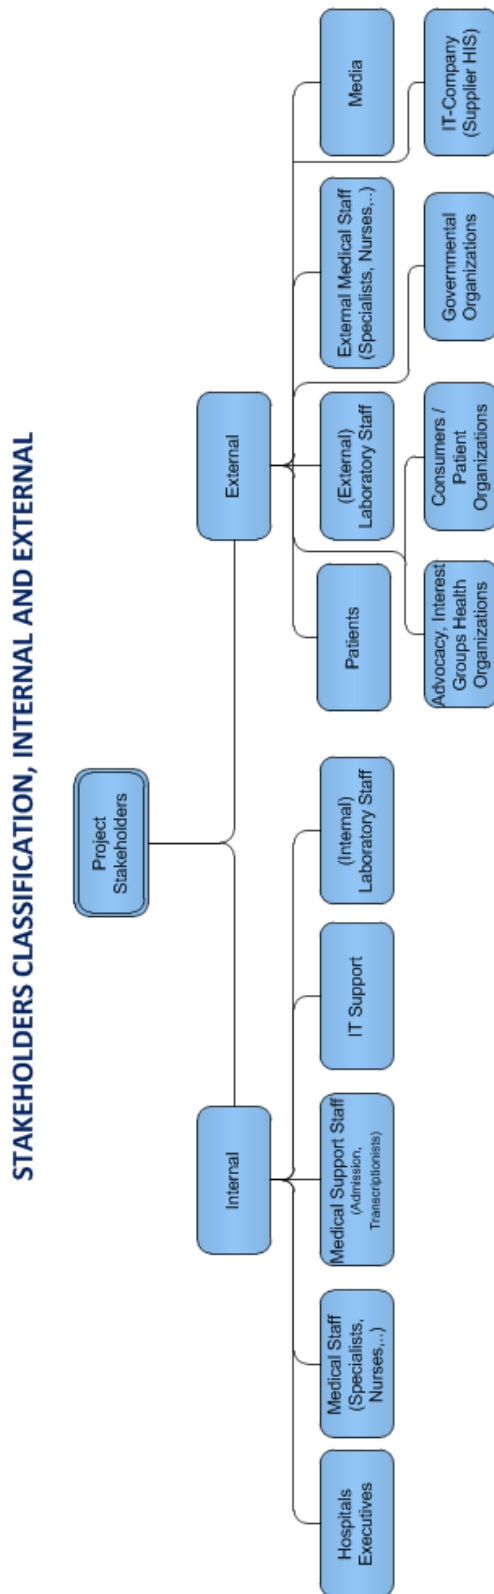 STAKEHOLDERS CLASSIFICATION, INTERNAL AND EXTERNAL
Project
Stakeholders
Internal
External
Hospitals
Executives
Medical Staff
(Specialists,
Nurses,..)
Medical Support Staff
(Admission,
Transcriptionists)
IT Support
(Internal)
Laboratory Staff
Patients
(External)
Laboratory Staff
External Medical Staff
(Specialists, Nurses,..)
Media
Advocacy, Interest
Groups Health
Organizations
Consumers /
Patient
Organizations
Governmental
Organizations
IT-Company
(Supplier HIS)